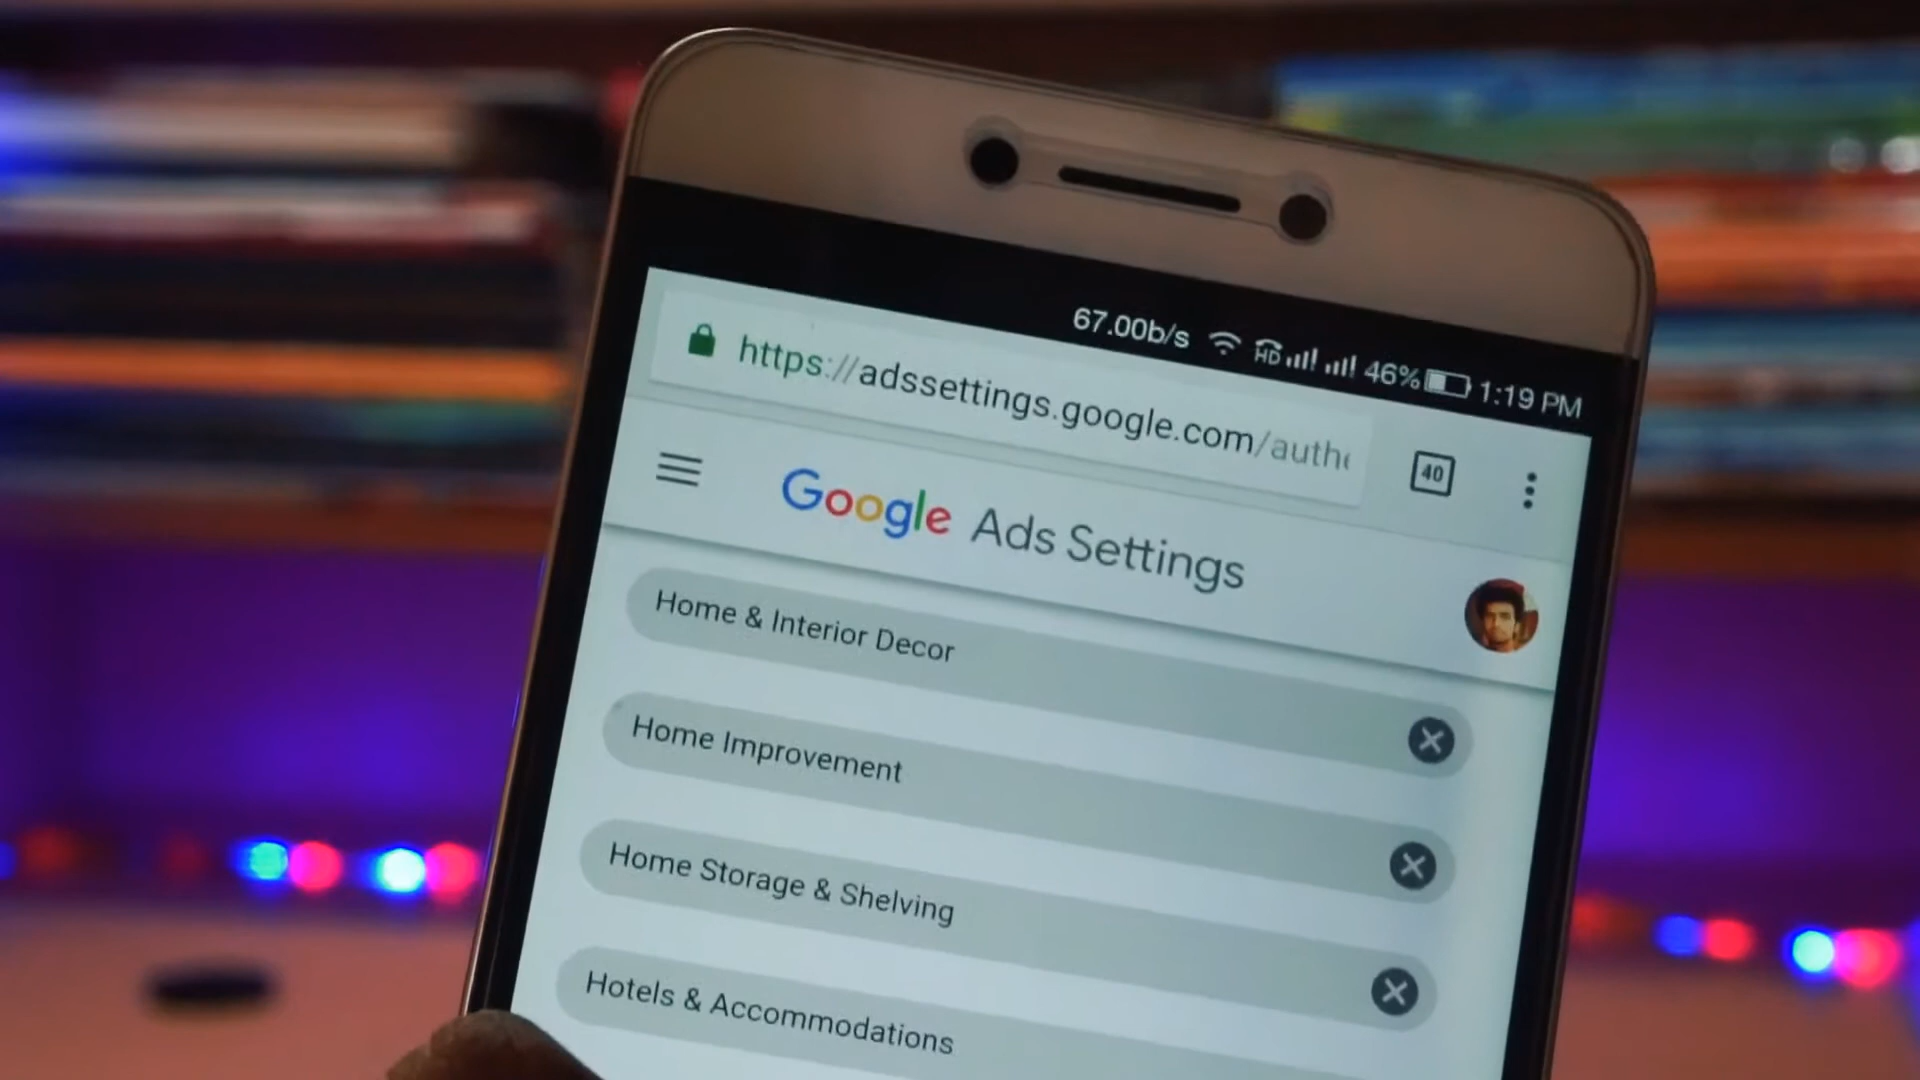 67.00b/s HD 46% 1:19 PM
https://adssettings.google.com/auth
40
Google Ads Settings
Home & Interior Decor
Home Improvement
Home Storage & Shelving
Hotels & Accommodations